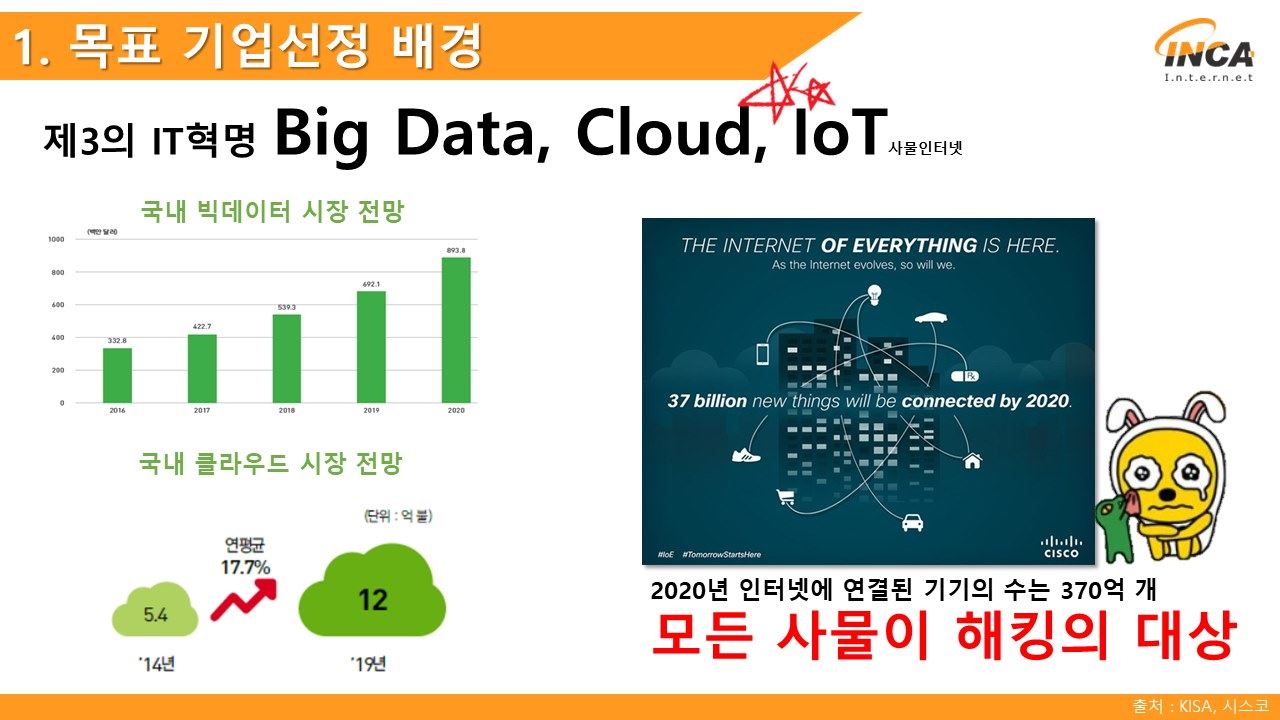 1. 목표 기업선정 배경
INCA
I.n.t.e.r.n.e.t
제3의 IT혁명 Big Data, Cloud, IoT사물인터넷
국내 빅데이터 시장 전망
(백만 달러)
1000
800
600
400
200
0
332.8
422.7
539.3
692.1
893.8
2016 2017 2018 2019 2020
국내 클라우드 시장 전망
(단위 : 억 불)
연평균
17.7%
5.4
12
'14년
'19년
THE INTERNET OF EVERYTHING IS HERE.
As the Internet evolves, so will we.
Rx
37 billion new things will be connected by 2020.
#IoE #TomorrowStartsHere
CISCO
2020년 인터넷에 연결된 기기의 수는 370억 개
모든 사물이 해킹의 대상
출처 : KISA, 시스코